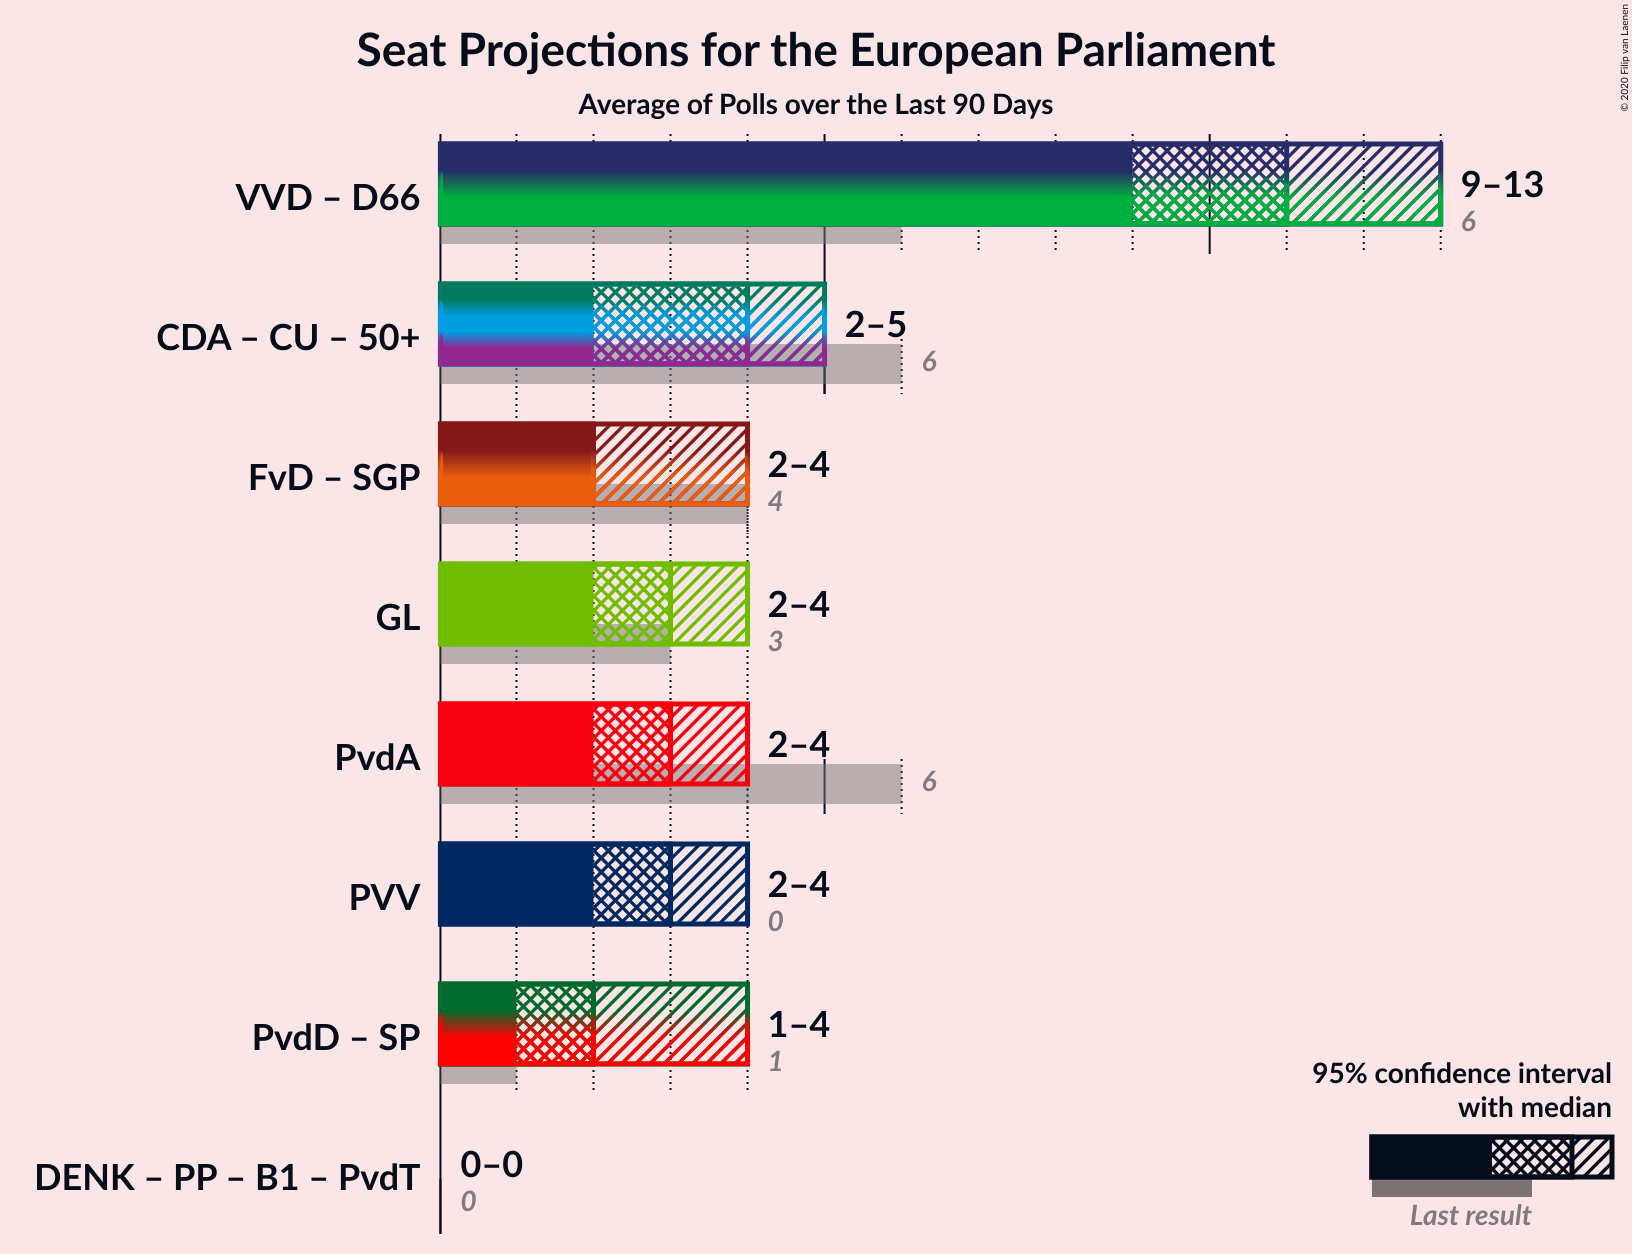 Seat Projections for the European Parliament
Average of Polls over the Last 90 Days
© 2020 Filip van Laenen
VVD – D66
9–13
6
CDA – CU – 50+
2–5
6
FvD – SGP
2–4
4
GL
2–4
3
PvdA
2–4
6
PVV
2–4
0
PvdD – SP
1–4
1
DENK – PP – B1 – PvdT
0–0
0
95% confidence interval
with median
Last result